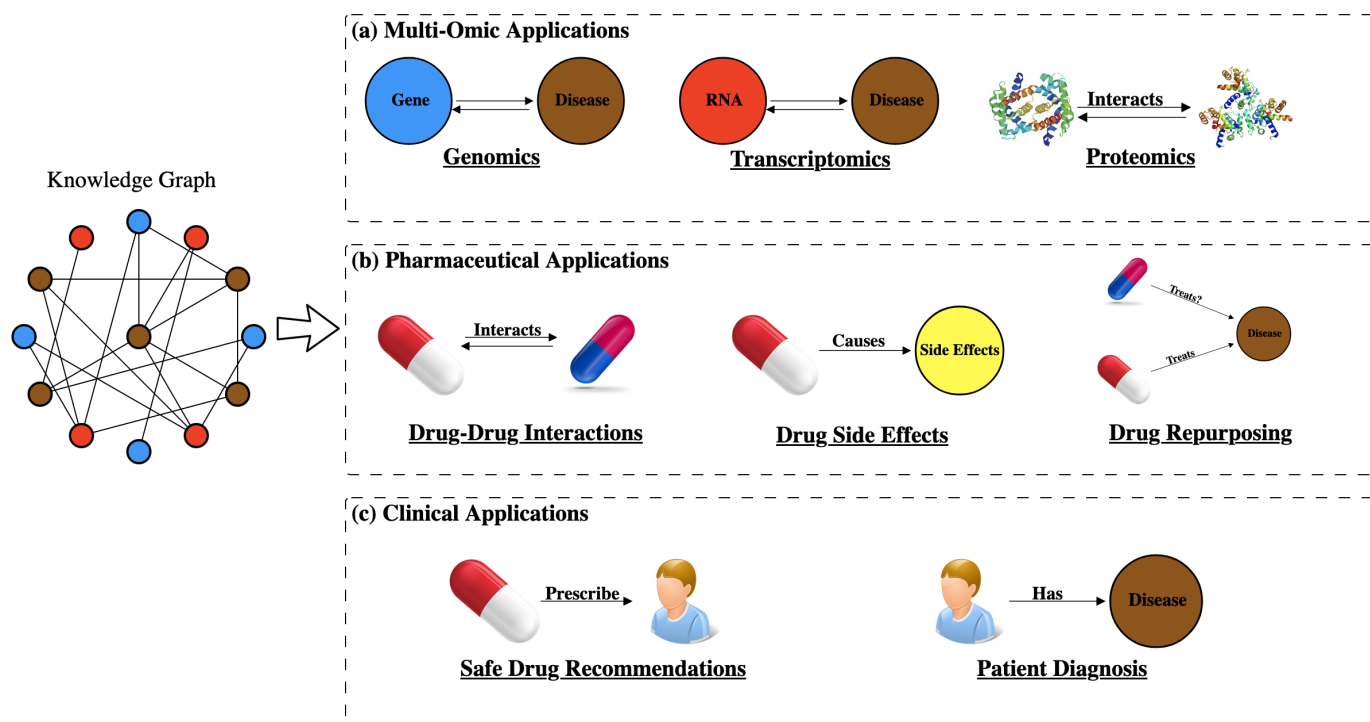 Knowledge Graph
(a) Multi-Omic Applications
Gene
Disease
Genomics
RNA
Disease
Transcriptomics
Interacts
Proteomics
(b) Pharmaceutical Applications
Interacts
Drug-Drug Interactions
Causes
Side Effects
Drug Side Effects
Treats?
Treats
Disease
Drug Repurposing
(c) Clinical Applications
Prescribe
Safe Drug Recommendations
Has
Disease
Patient Diagnosis